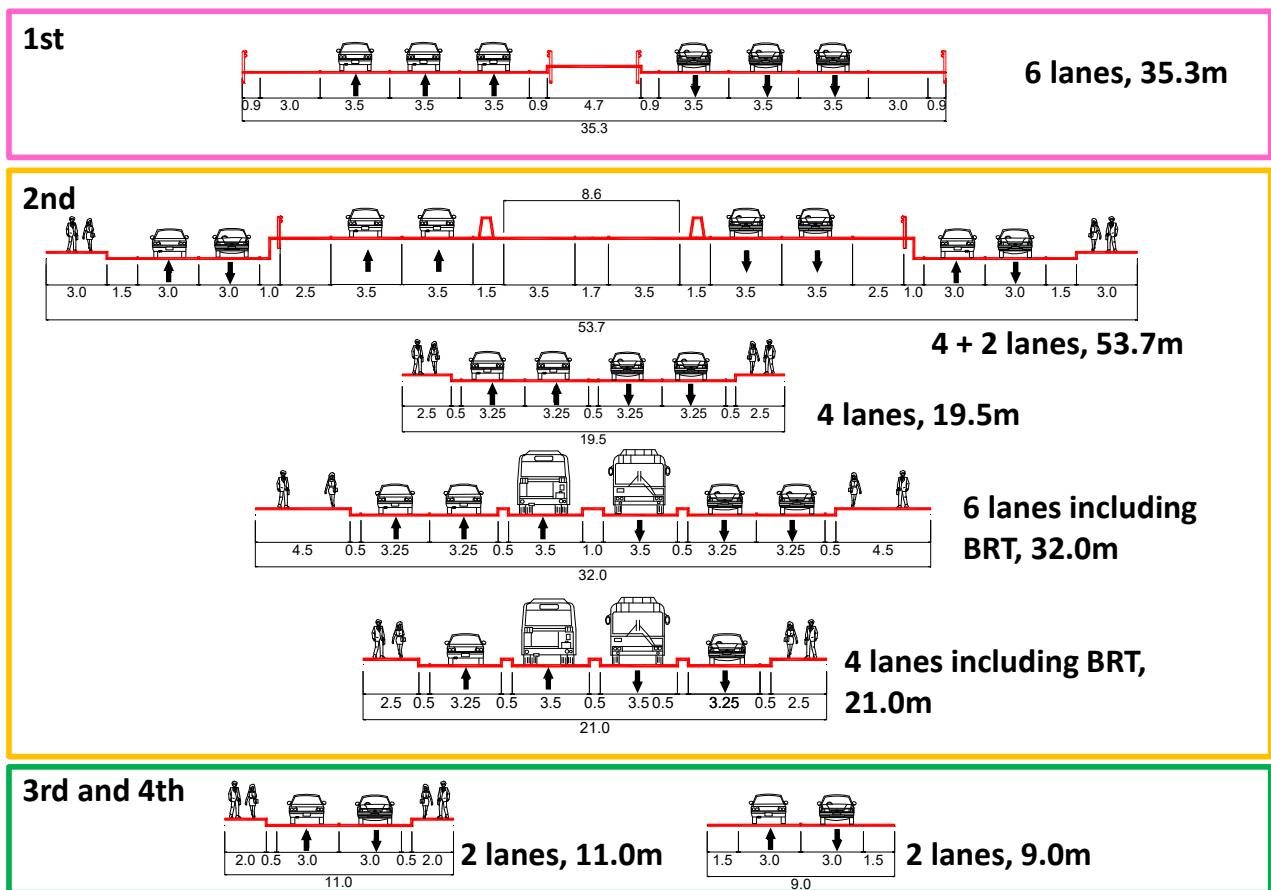 1st
6 lanes, 35.3m
0.9 3.0 3.5 3.5 3.5 0.9 4.7 0.9 3.5 3.5 3.5 3.0 0.9
35.3
2nd
8.6
3.0 1.5 3.0 3.0 1.0 2.5 3.5 3.5 1.5 3.5 1.7 3.5 1.5 3.5 3.5 2.5 1.0 3.0 3.0 1.5 3.0
53.7
4 + 2 lanes, 53.7m
2.5 0.5 3.25 3.25 0.5 3.25 3.25 0.5 2.5
19.5
4 lanes, 19.5m
4.5 0.5 3.25 3.25 0.5 3.5 1.0 3.5 0.5 3.25 3.25 0.5 4.5
32.0
6 lanes including
BRT, 32.0m
2.5 0.5 3.25 0.5 3.5 0.5 3.5 0.5 3.25 0.5 2.5
21.0
4 lanes including BRT,
21.0m
3rd and 4th
2.0 0.5 3.0 3.0 0.5 2.0
11.0
2 lanes, 11.0m
1.5 3.0 3.0 1.5
9.0
2 lanes, 9.0m